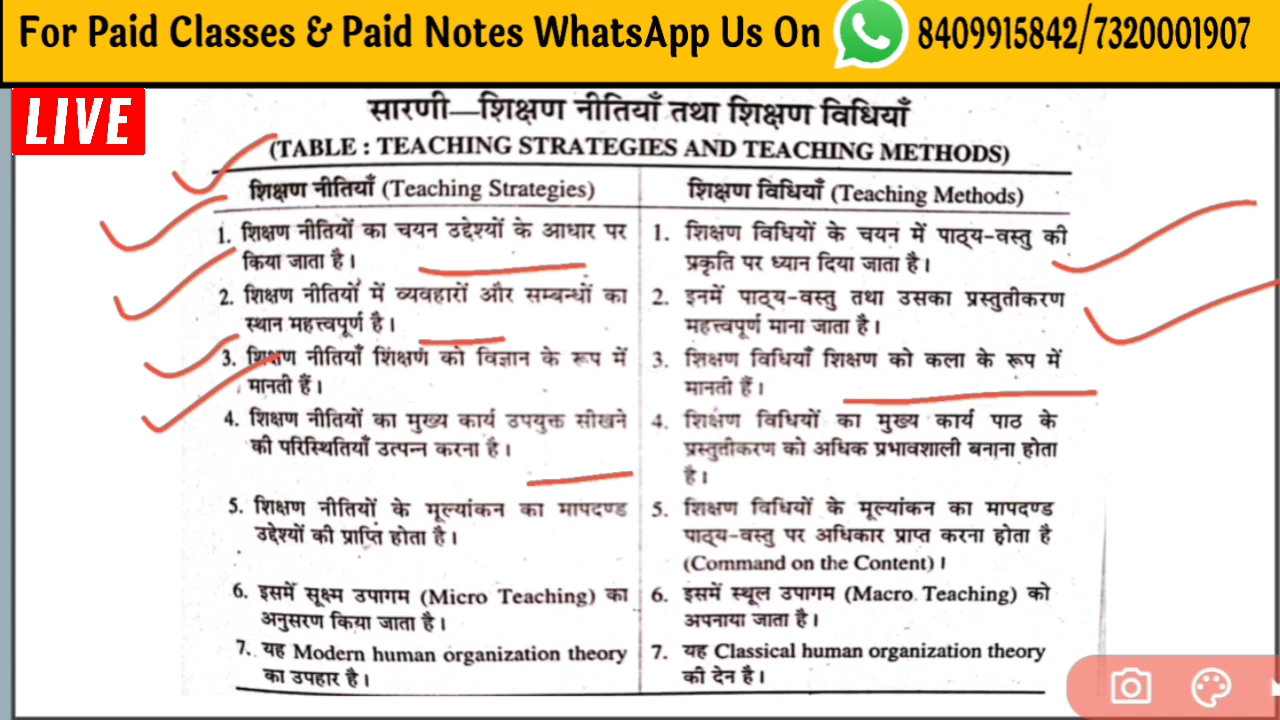 For Paid Classes & Paid Notes WhatsApp Us On 8409915842/7320001907
LIVE
सारणी—शिक्षण नीतियाँ तथा शिक्षण विधियाँ
(TABLE : TEACHING STRATEGIES AND TEACHING METHODS)
शिक्षण नीतियाँ (Teaching Strategies)
1. शिक्षण नीतियों का चयन उद्देश्यों के आधार पर
किया जाता है।
2. शिक्षण नीतियों में व्यवहारों और सम्बन्धों का
स्थान महत्त्वपूर्ण है।
3. शिक्षण नीतियाँ शिक्षण को विज्ञान के रूप में
मानती हैं।
4. शिक्षण नीतियों का मुख्य कार्य उपयुक्त सीखने
की परिस्थितियाँ उत्पन्न करना है।
5. शिक्षण नीतियों के मूल्यांकन का मापदण्ड
उद्देश्यों की प्राप्ति होता है।
6. इसमें सूक्ष्म उपागम (Micro Teaching) का
अनुसरण किया जाता है।
7. यह Modern human organization theory
का उपहार है।
शिक्षण विधियाँ (Teaching Methods)
1. शिक्षण विधियों के चयन में पाठ्य-वस्तु की
प्रकृति पर ध्यान दिया जाता है।
2. इनमें पाठ्य-वस्तु तथा उसका प्रस्तुतीकरण
महत्त्वपूर्ण माना जाता है।
3. शिक्षण विधियाँ शिक्षण को कला के रूप में
मानती हैं।
4. शिक्षण विधियों का मुख्य कार्य पाठ के
प्रस्तुतीकरण को अधिक प्रभावशाली बनाना होता
है।
5. शिक्षण विधियों के मूल्यांकन का मापदण्ड
पाठ्य-वस्तु पर अधिकार प्राप्त करना होता है
(Command on the Content)।
6. इसमें स्थूल उपागम (Macro Teaching) को
अपनाया जाता है।
7. यह Classical human organization theory
की देन है।